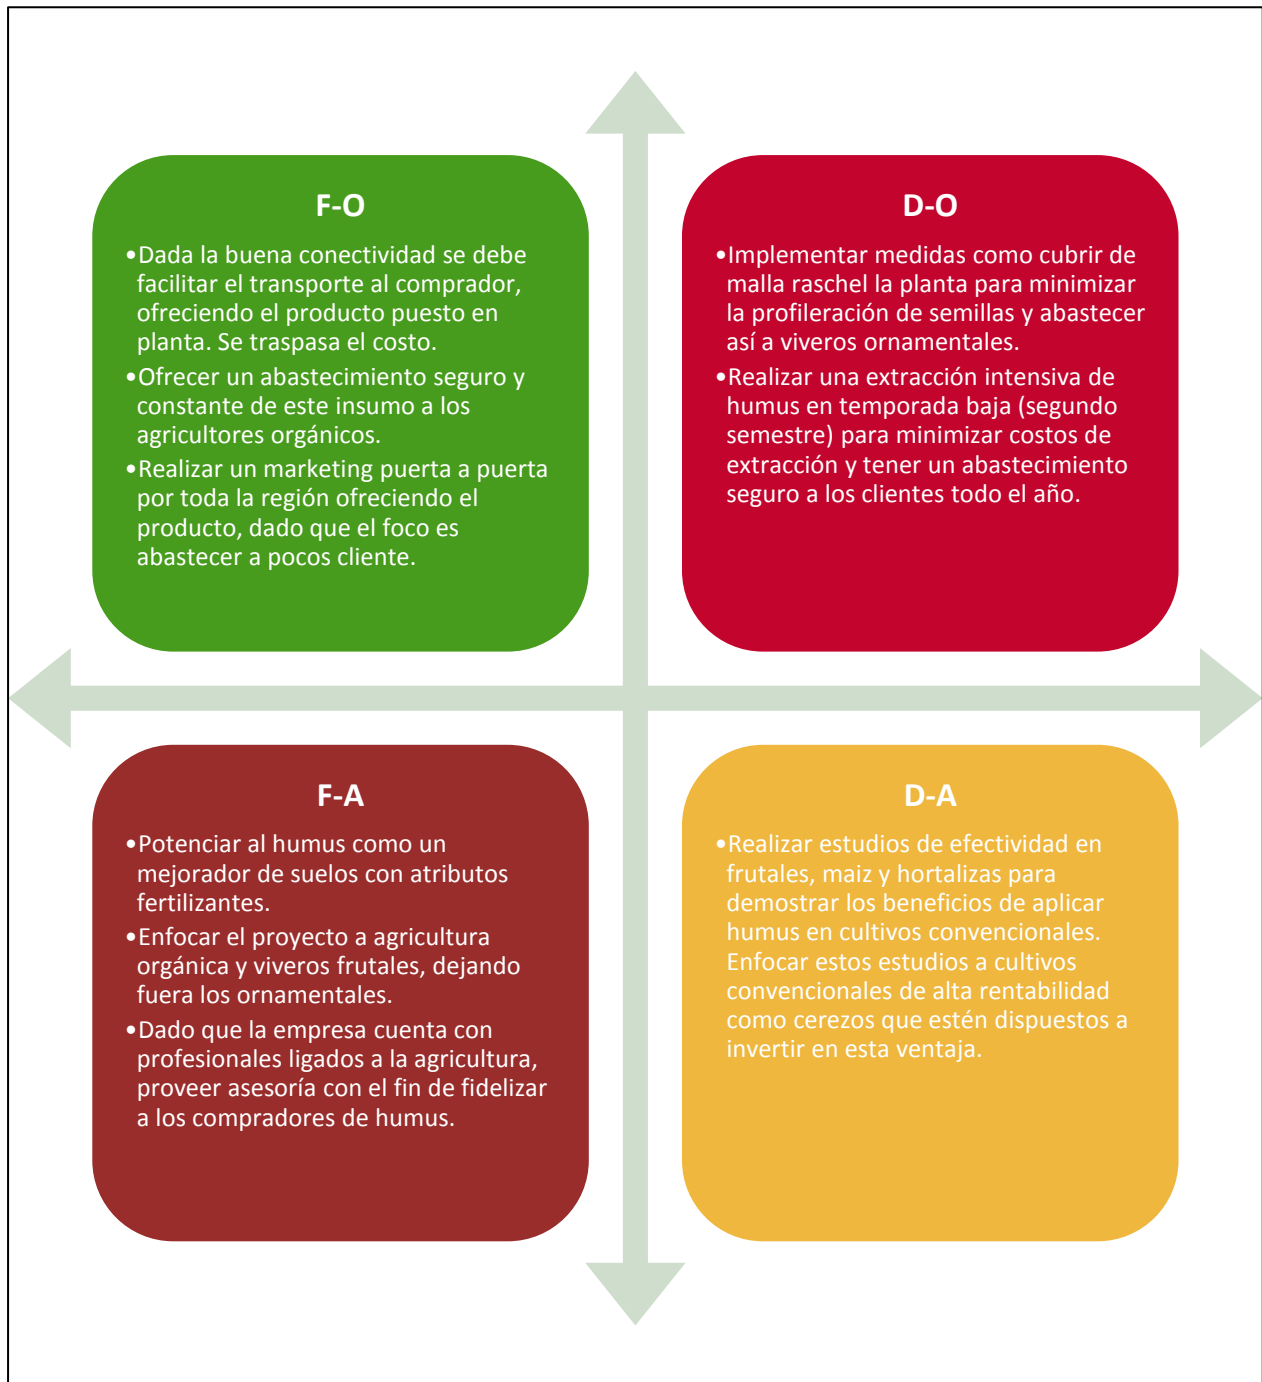 F-O
•Dada la buena conectividad se debe
facilitar el transporte al comprador,
ofreciendo el producto puesto en
planta. Se traspasa el costo.
•Ofrecer un abastecimiento seguro y
constante de este insumo a los
agricultores orgánicos.
•Realizar un marketing puerta a puerta
por toda la región ofreciendo el
producto, dado que el foco es
abastecer a pocos cliente.
D-O
•Implementar medidas como cubrir de
malla raschel la planta para minimizar
la profileración de semillas y abastecer
así a viveros ornamentales.
•Realizar una extracción intensiva de
humus en temporada baja (segundo
semestre) para minimizar costos de
extracción y tener un abastecimiento
seguro a los clientes todo el año.
F-A
•Potenciar al humus como un
mejorador de suelos con atributos
fertilizantes.
•Enfocar el proyecto a agricultura
orgánica y viveros frutales, dejando
fuera los ornamentales.
•Dado que la empresa cuenta con
profesionales ligados a la agricultura,
proveer asesoría con el fin de fidelizar
a los compradores de humus.
D-A
•Realizar estudios de efectividad en
frutales, maiz y hortalizas para
demostrar los beneficios de aplicar
humus en cultivos convencionales.
Enfocar estos estudios a cultivos
convencionales de alta rentabilidad
como cerezos que estén dispuestos a
invertir en esta ventaja.